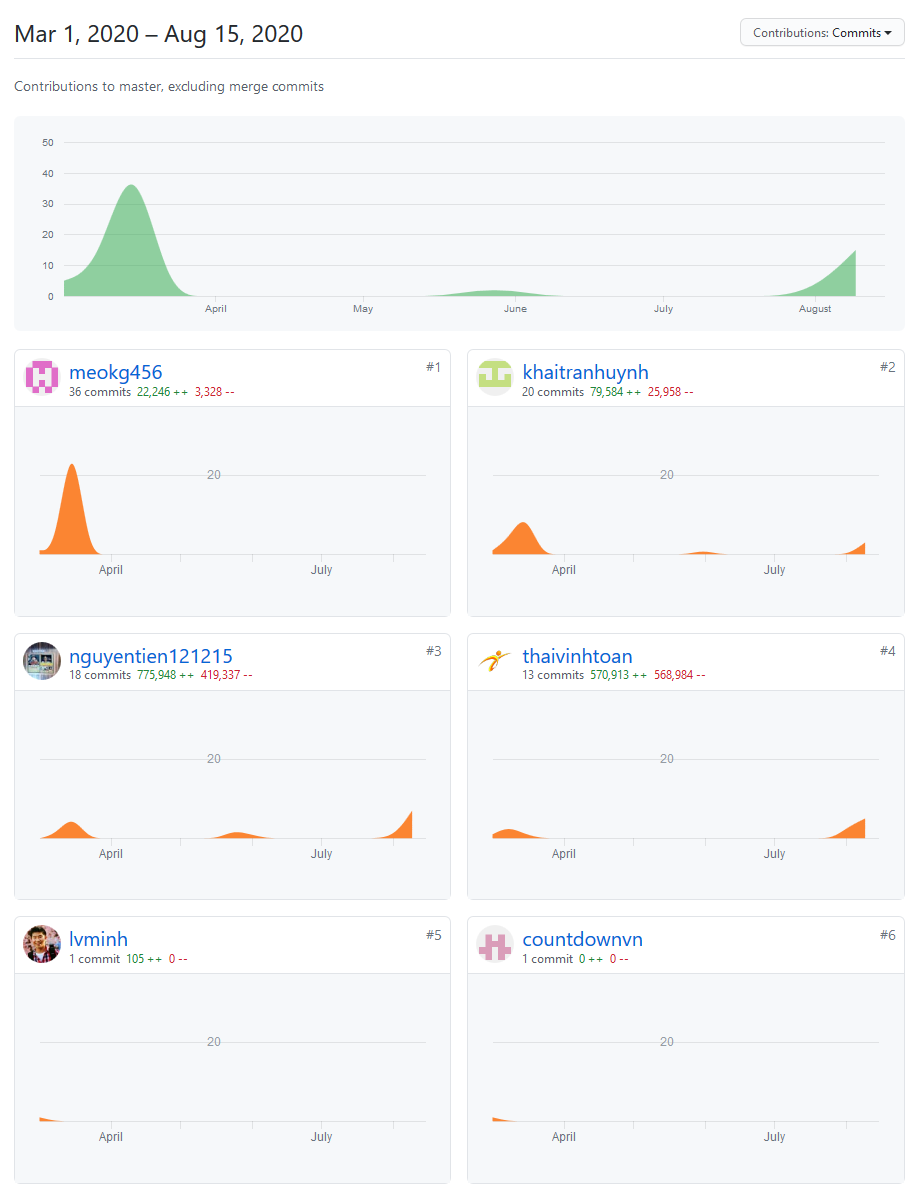 Mar 1, 2020 – Aug 15, 2020
Contributions: Commits
Contributions to master, excluding merge commits
50
40
30
20
10
0
April May June July August
meokg456 #1
36 commits 22,246 ++ 3,328 --
20
April July
khaitranhuynh #2
20 commits 79,584 ++ 25,958 --
20
April July
nguyentien121215 #3
18 commits 775,948 ++ 419,337 --
20
April July
thaivinhtoan #4
13 commits 570,913 ++ 568,984 --
20
April July
lvminh #5
1 commit 105 ++ 0 --
20
April July
countdownvn #6
1 commit 0 ++ 0 --
20
April July